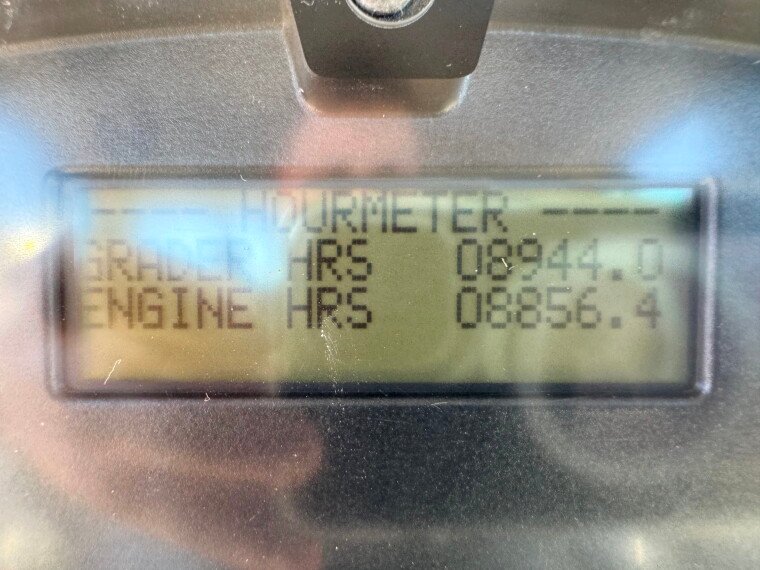 ---- HOURMETER ----
GRADER HRS 08944.0
ENGINE HRS 08856.4